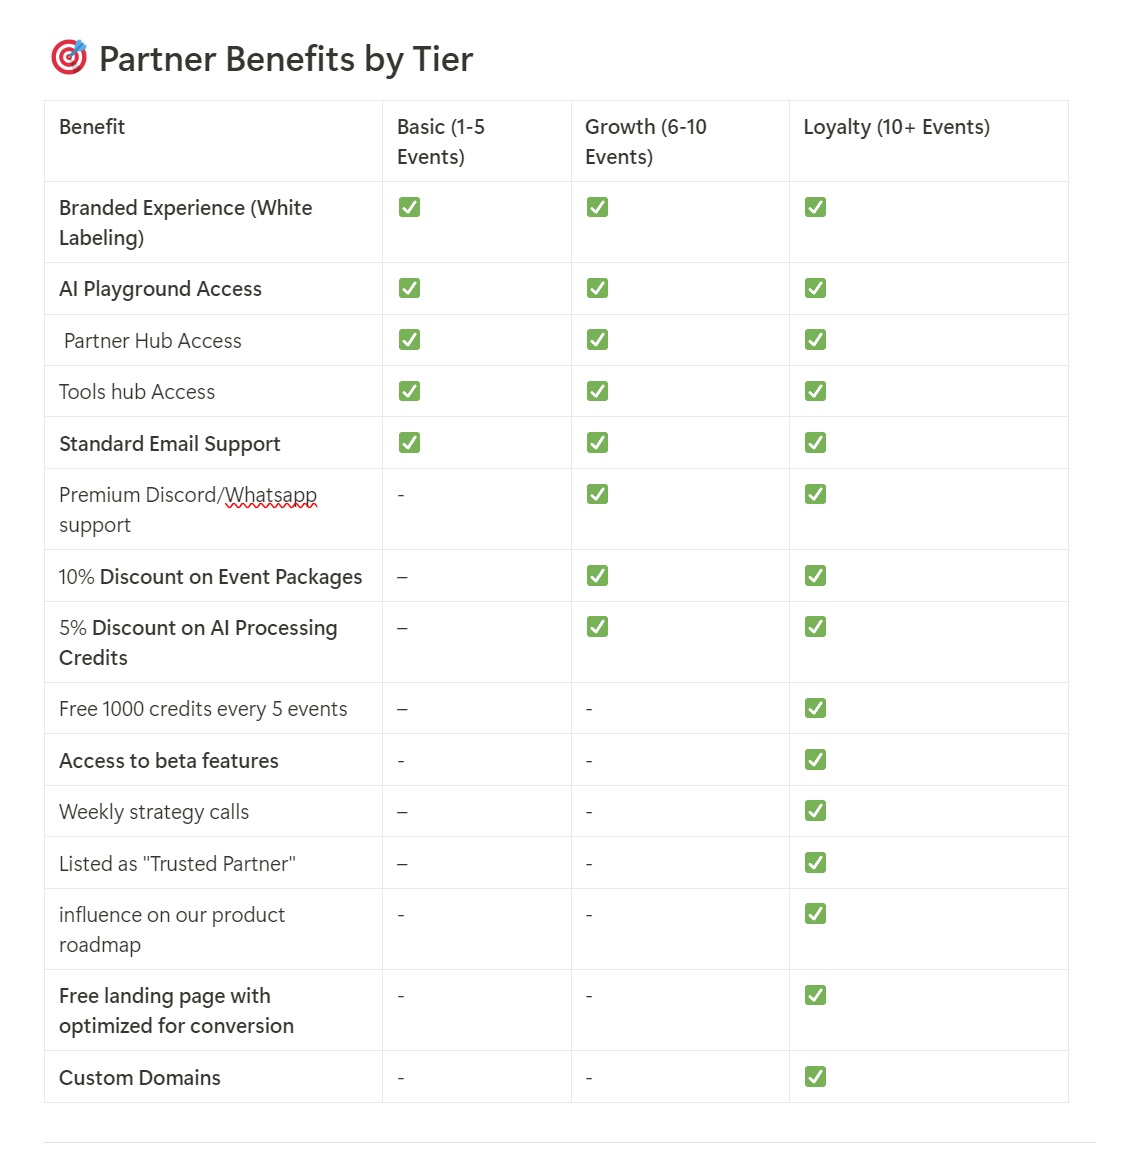 🎯 Partner Benefits by Tier
Benefit
Basic (1-5
Events)
Growth (6-10
Events)
Loyalty (10+ Events)
Branded Experience (White
Labeling)
✅ ✅ ✅
AI Playground Access ✅ ✅ ✅
Partner Hub Access ✅ ✅ ✅
Tools hub Access ✅ ✅ ✅
Standard Email Support ✅ ✅ ✅
Premium Discord/Whatsapp
support
- ✅ ✅
10% Discount on Event Packages – ✅ ✅
5% Discount on AI Processing
Credits
– ✅ ✅
Free 1000 credits every 5 events – - ✅
Access to beta features - - ✅
Weekly strategy calls – - ✅
Listed as "Trusted Partner" – - ✅
influence on our product
roadmap
- - ✅
Free landing page with
optimized for conversion
- - ✅
Custom Domains - - ✅